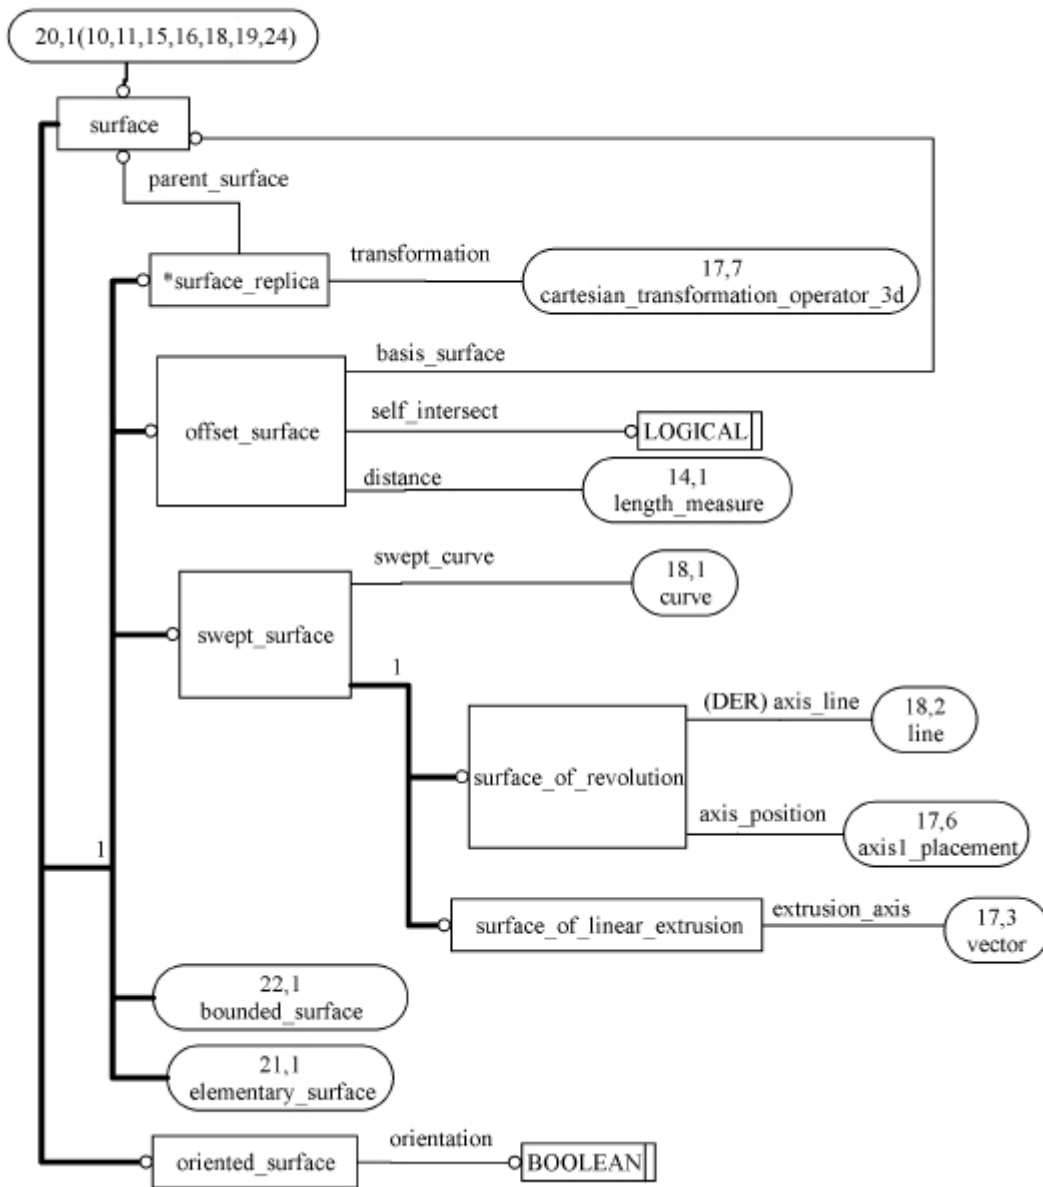 20,1(10,11,15,16,18,19,24)
surface
parent_surface
*surface_replica
transformation
17,7
cartesian_transformation_operator_3d
basis_surface
offset_surface
self_intersect
LOGICAL
distance
14,1
length_measure
swept_curve
18,1
curve
swept_surface
1
(DER) axis_line
18,2
line
surface_of_revolution
axis_position
17,6
axis1_placement
1
surface_of_linear_extrusion
extrusion_axis
17,3
vector
22,1
bounded_surface
21,1
elementary_surface
oriented_surface
orientation
BOOLEAN